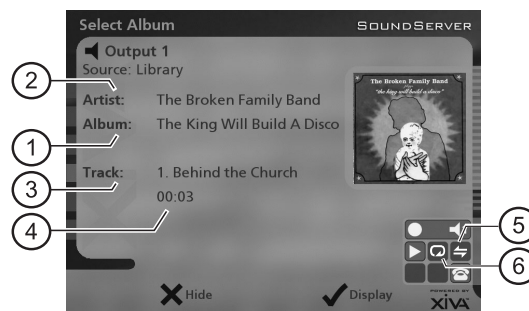 Select Album
SOUNDSERVER
Output 1
Source: Library
2
Artist: The Broken Family Band
Album: The King Will Build A Disco
1
Track: 1. Behind the Church
3
00:03
4
The Broken Family Band
"the king will build a disco"
5
6
Hide
Display
POWERED BY
XiVA